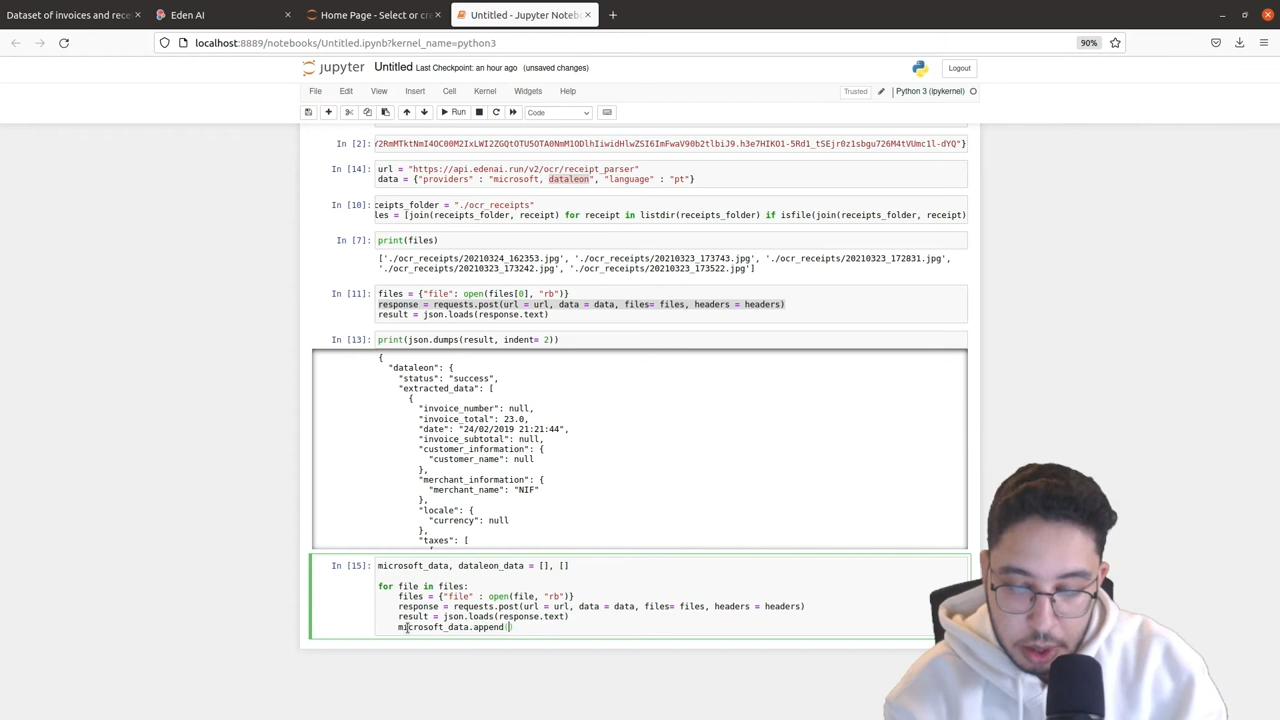 Dataset of invoices and rece
Eden AI
Home Page - Select or cre
Untitled - Jupyter Notebo
localhost:8889/notebooks/Untitled.ipynb?kernel_name=python3
90%
jupyter Untitled Last Checkpoint: an hour ago (unsaved changes)
Logout
File Edit View Insert Cell Kernel Widgets Help
Trusted
Python 3 (ipykernel)
Run
Code
In [2]:
In [14]: url = "https://api.edenai.run/v2/ocr/receipt_parser"
data = {"providers" : "microsoft, dataleon", "language" : "pt"}
In [10]: ceipts_folder = "./ocr_receipts"
les = [join(receipts_folder, receipt) for receipt in listdir(receipts_folder) if isfile(join(receipts_folder, receipt)
In [7]: print(files)
['./ocr_receipts/20210324_162353.jpg', './ocr_receipts/20210323_173743.jpg', './ocr_receipts/20210323_172831.jpg',
'./ocr_receipts/20210323_173242.jpg', './ocr_receipts/20210323_173522.jpg']
In [11]: files = {"file": open(files[0], "rb")}
response = requests.post(url = url, data = data, files= files, headers = headers)
result = json.loads(response.text)
In [13]: print(json.dumps(result, indent= 2))
{
"dataleon": {
"status": "success",
"extracted_data": [
{
"invoice_number": null,
"invoice_total": 23.0,
"date": "24/02/2019 21:21:44",
"invoice_subtotal": null,
"customer_information": {
"customer_name": null
},
"merchant_information": {
"merchant_name": "NIF"
},
"locale": {
"currency": null
},
"taxes": [
In [15]: microsoft_data, dataleon_data = [], []
for file in files:
files = {"file" : open(file, "rb")}
response = requests.post(url = url, data = data, files= files, headers = headers)
result = json.loads(response.text)
microsoft_data.append()